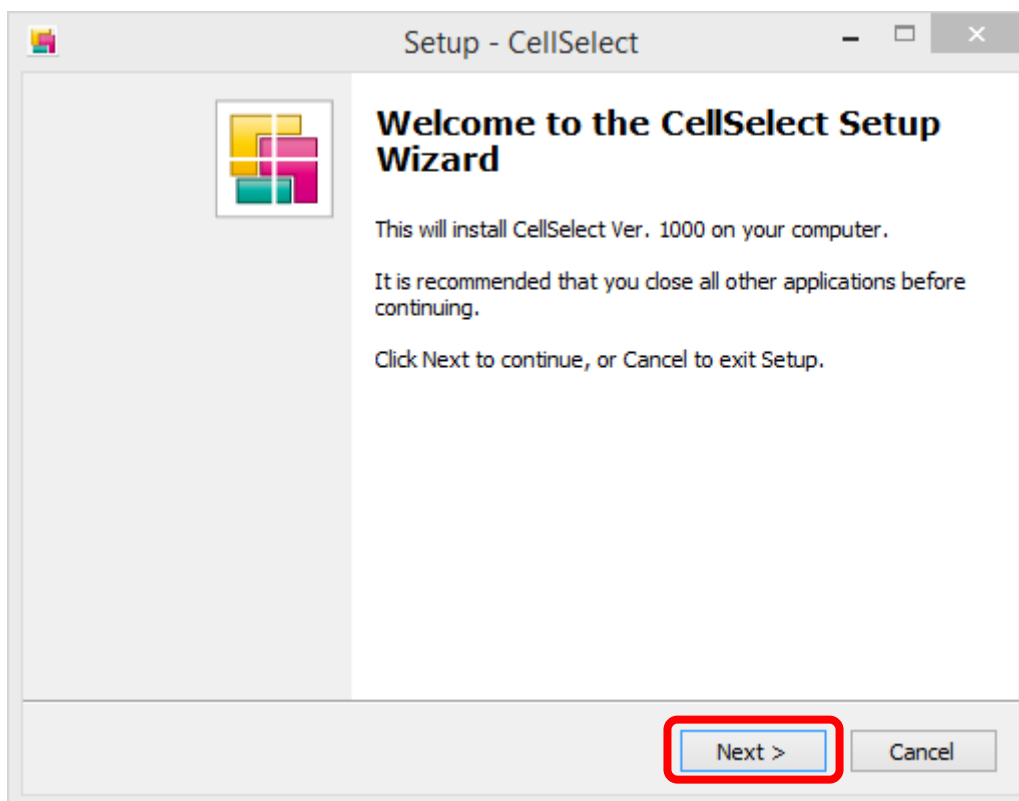 Setup - CellSelect
Welcome to the CellSelect Setup
Wizard
This will install CellSelect Ver. 1000 on your computer.
It is recommended that you close all other applications before
continuing.
Click Next to continue, or Cancel to exit Setup.
Next >
Cancel